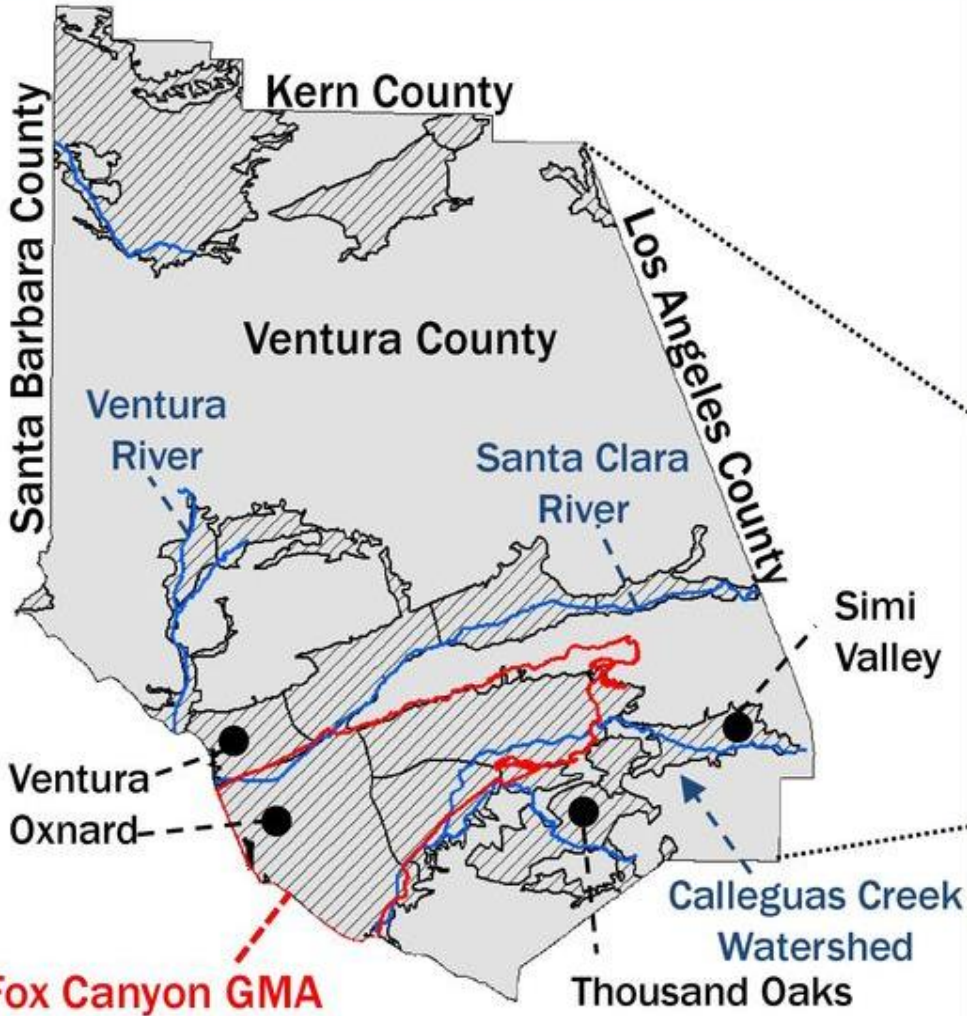 Kern County
Santa Barbara County
Los Angeles County
Ventura County
Ventura
River
Santa Clara
River
Simi
Valley
Ventura
Oxnard
Calleguas Creek
Watershed
Fox Canyon GMA
Thousand Oaks